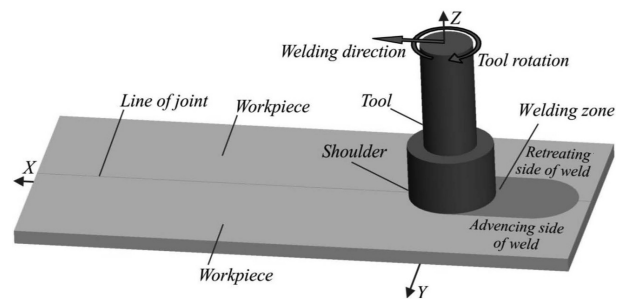 Z
Welding direction
Tool rotation
Tool
Line of joint
Workpiece
Welding zone
Shoulder
Retreating
side of weld
X
Advencing side
of weld
Workpiece
Y